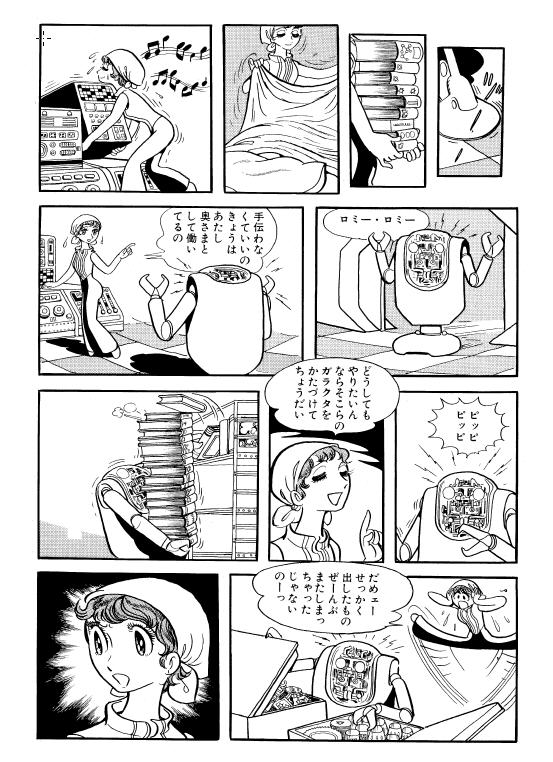 ロミー・ロミー
手伝わな
くていいの
きょうは
あたし
奥さまと
して働い
てるの
ピッピ
ピッピ
どうしても
やりたいん
ならそこらの
ガラクタを
かたづけて
ちょうだい
だめェー
せっかく
出したもの
ぜーんぶ
またしまっ
ちゃった
じゃない
のーっ